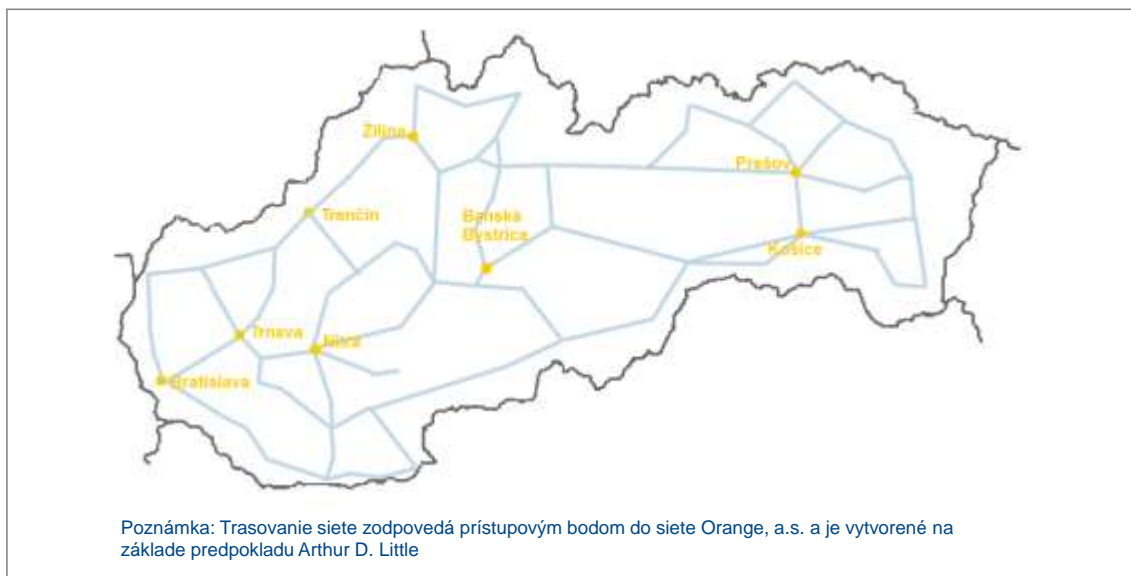 Žilina
Prešov
Trenčín
Banská
Bystrica
Košice
Trnava
Nitra
Bratislava
Poznámka: Trasovanie siete zodpovedá prístupovým bodom do siete Orange, a.s. a je vytvorené na
základe predpokladu Arthur D. Little